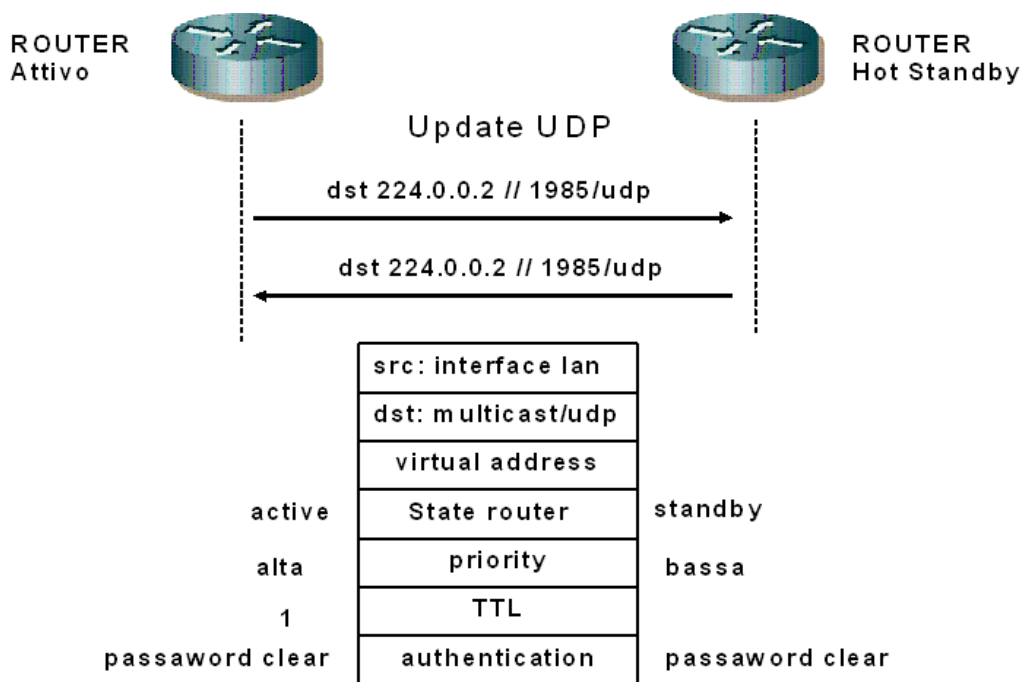 ROUTER
Attivo
ROUTER
Hot Standby
Update UDP
dst 224.0.0.2 // 1985/udp
dst 224.0.0.2 // 1985/udp
src: interface lan
dst: multicast/udp
virtual address
active State router standby
alta priority bassa
1 TTL
passaword clear authentication password clear